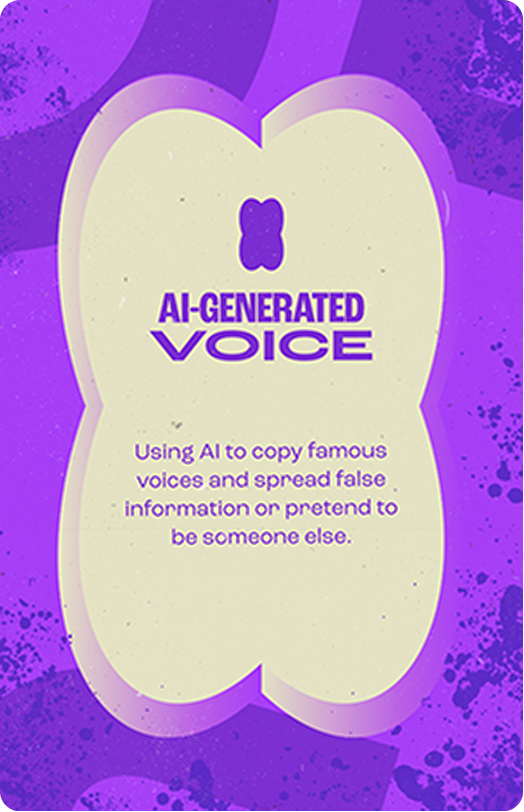 AI-GENERATED
VOICE
Using AI to copy famous
voices and spread false
information or pretend to
be someone else.